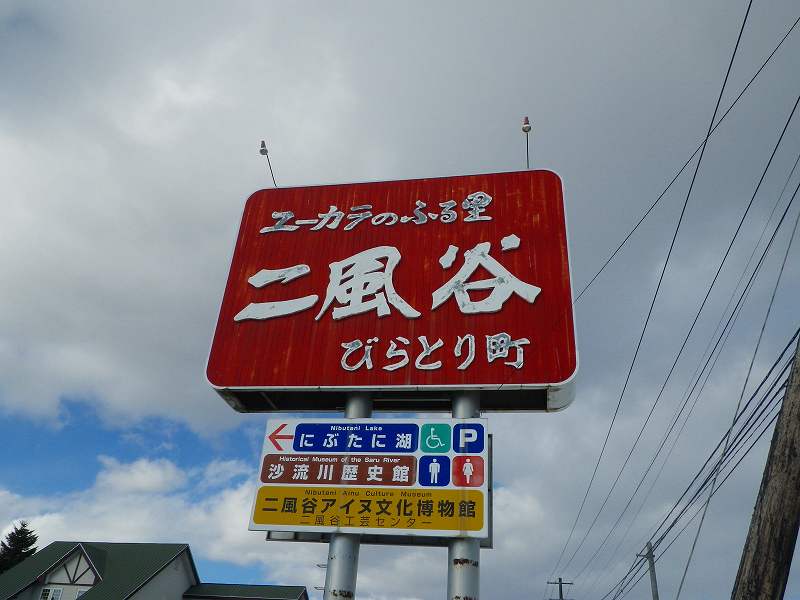 ユーカラのふる里
二風谷
びらとり町
Nibutani Lake
にぶたに湖
P
Historical Museum of the Saru River
沙流川歴史館
Nibutani Ainu Culture Museum
二風谷アイヌ文化博物館
二風谷工芸センター